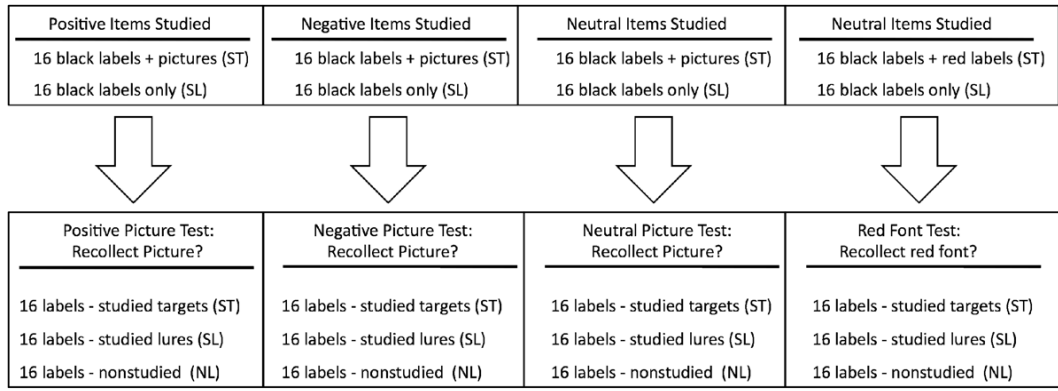 Positive Items Studied
16 black labels + pictures (ST)
16 black labels only (SL)
Negative Items Studied
16 black labels + pictures (ST)
16 black labels only (SL)
Neutral Items Studied
16 black labels + pictures (ST)
16 black labels only (SL)
Neutral Items Studied
16 black labels + red labels (ST)
16 black labels only (SL)
Positive Picture Test:
Recollect Picture?
16 labels - studied targets (ST)
16 labels - studied lures (SL)
16 labels - nonstudied (NL)
Negative Picture Test:
Recollect Picture?
16 labels - studied targets (ST)
16 labels - studied lures (SL)
16 labels - nonstudied (NL)
Neutral Picture Test:
Recollect Picture?
16 labels - studied targets (ST)
16 labels - studied lures (SL)
16 labels - nonstudied (NL)
Red Font Test:
Recollect red font?
16 labels - studied targets (ST)
16 labels - studied lures (SL)
16 labels - nonstudied (NL)